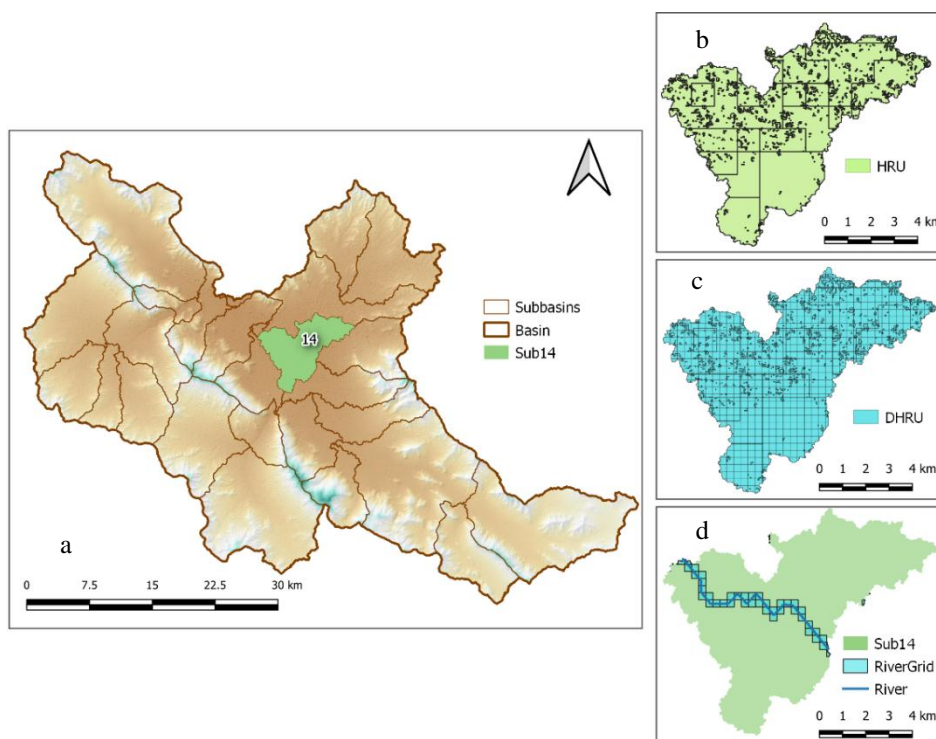 a
14
Subbasins
Basin
Sub14
0 7.5 15 22.5 30 km
b
HRU
0 1 2 3 4 km
c
DHRU
0 1 2 3 4 km
d
Sub14
RiverGrid
River
0 1 2 3 4 km